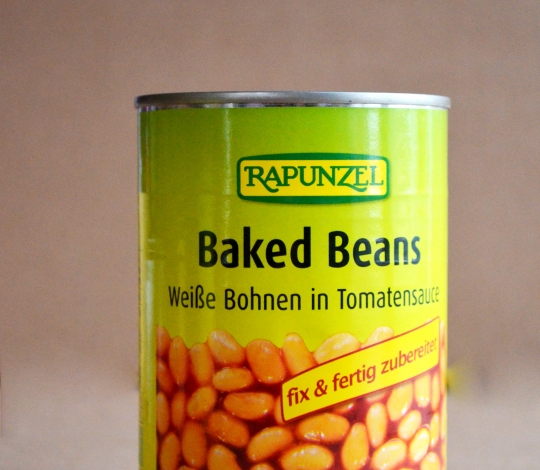 RAPUNZEL
Baked Beans
Weiße Bohnen in Tomatensauce
fix & fertig zubereitet